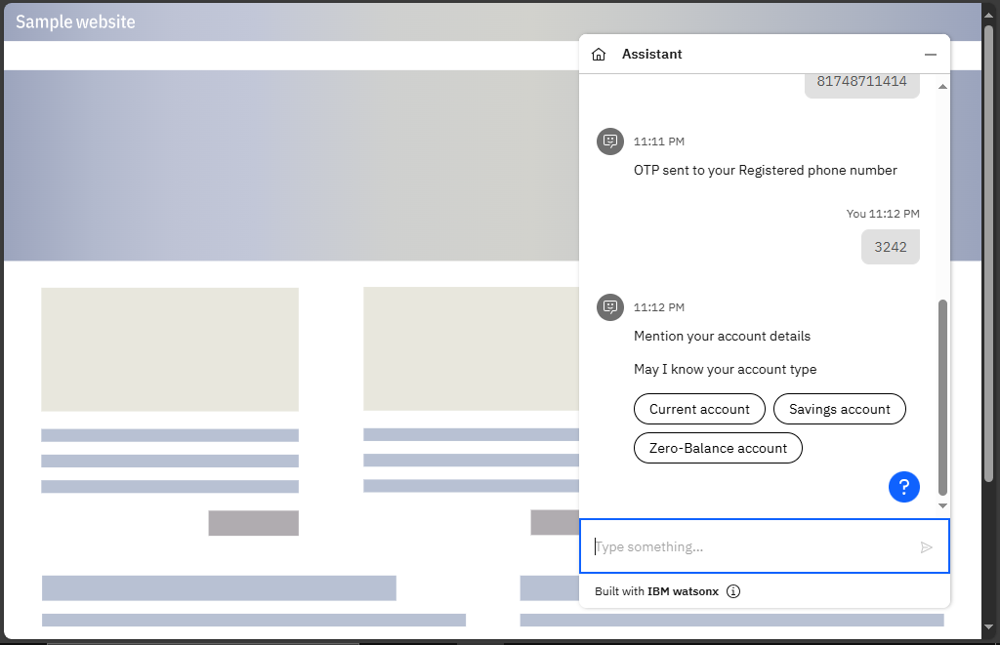 Sample website
Assistant
81748711414
11:11 PM
OTP sent to your Registered phone number
You 11:12 PM
3242
11:12 PM
Mention your account details
May I know your account type
Current account
Savings account
Zero-Balance account
?
Type something...
Built with IBM watsonx